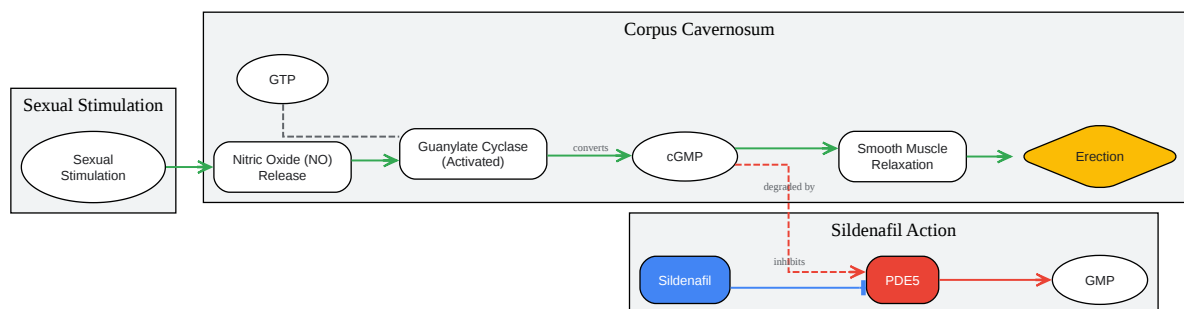 Corpus Cavernosum
GTP
Sexual Stimulation
Sexual
Stimulation
Nitric Oxide (NO)
Release
Guanylate Cyclase
(Activated)
converts
cGMP
Smooth Muscle
Relaxation
Erection
degraded by
Sildenafil Action
inhibits
Sildenafil
PDE5
GMP